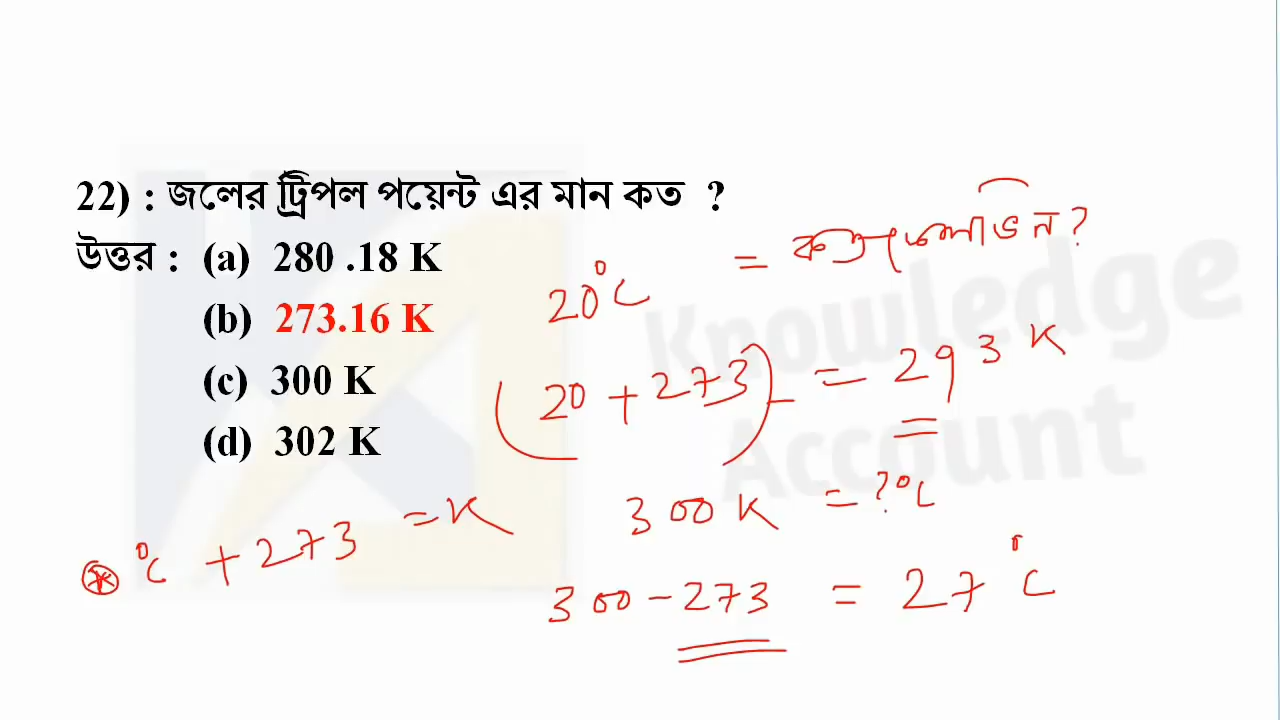 22) : জলের ট্রিপল পয়েন্ট এর মান কত ?
উত্তর : (a) 280 .18 K
(b) 273.16 K
(c) 300 K
(d) 302 K
20°C = কত কেলোভিন ?
(20 + 273) = 293 K
300 K = ?°C
300 - 273 = 27°C
°C + 273 = K
Knowledge
Account